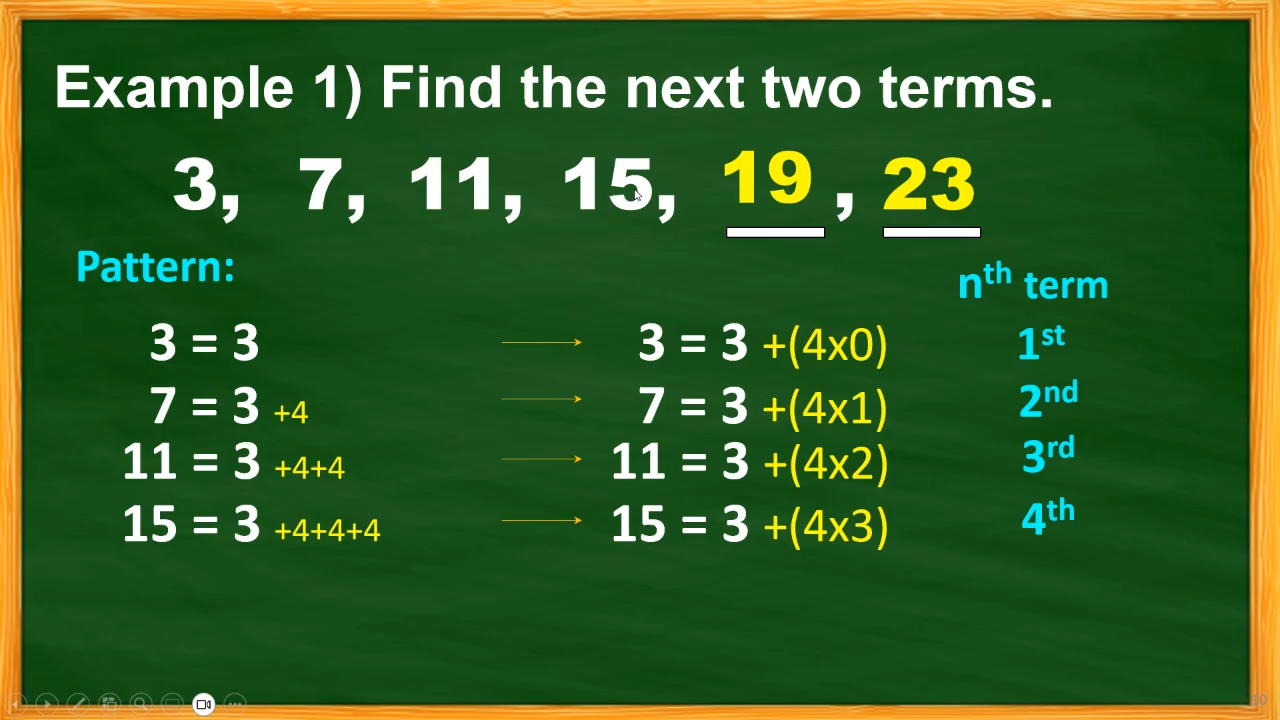 Example 1) Find the next two terms.
3, 7, 11, 15, 19 , 23
Pattern:
nth term
3 = 3 3 = 3 +(4x0) 1st
7 = 3 +4 7 = 3 +(4x1) 2nd
11 = 3 +4+4 11 = 3 +(4x2) 3rd
15 = 3 +4+4+4 15 = 3 +(4x3) 4th
10